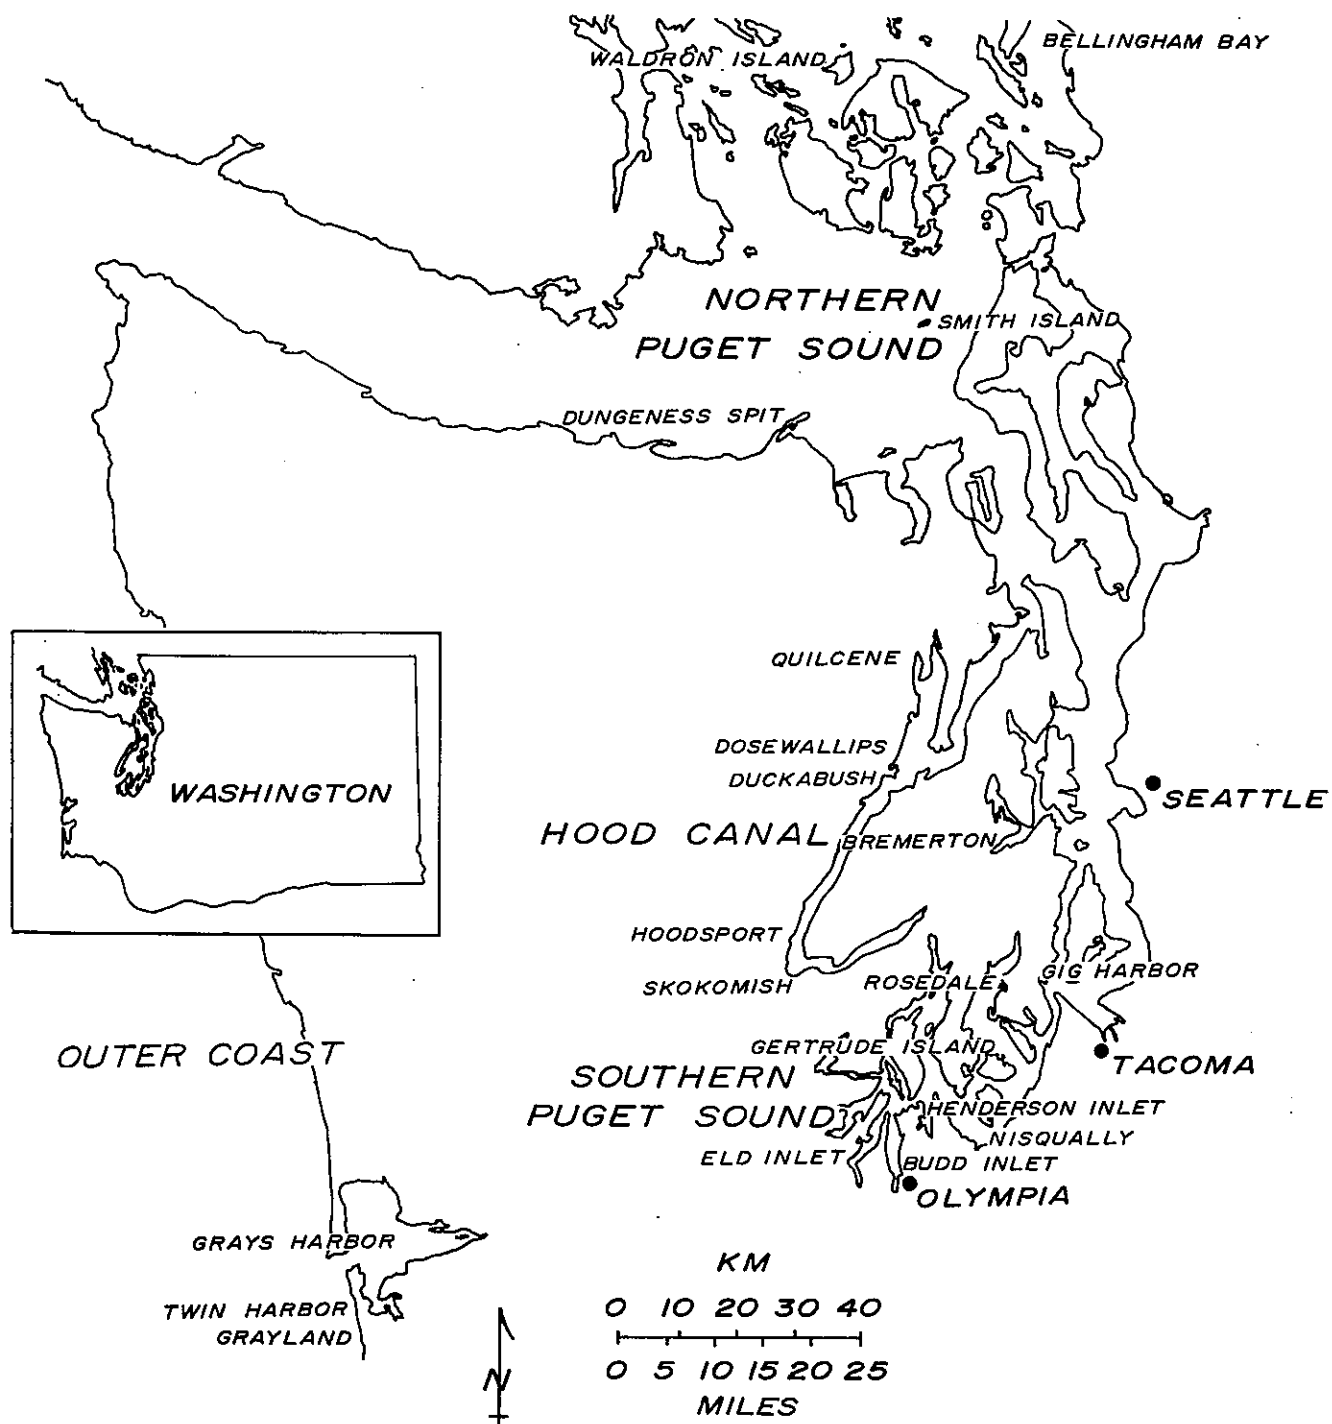 BELLINGHAM BAY
WALDRON ISLAND
NORTHERN
PUGET SOUND
SMITH ISLAND
DUNGENESS SPIT
QUILCENE
DOSEWALLIPS
DUCKABUSH
SEATTLE
WASHINGTON
HOOD CANAL
BREMERTON
HOODSPORT
SKOKOMISH
ROSEDALE
GIG HARBOR
OUTER COAST
GERTRUDE ISLAND
TACOMA
SOUTHERN
PUGET SOUND
HENDERSON INLET
NISQUALLY
ELD INLET
BUDD INLET
OLYMPIA
GRAYS HARBOR
TWIN HARBOR
GRAYLAND
N
KM
0 10 20 30 40
0 5 10 15 20 25
MILES